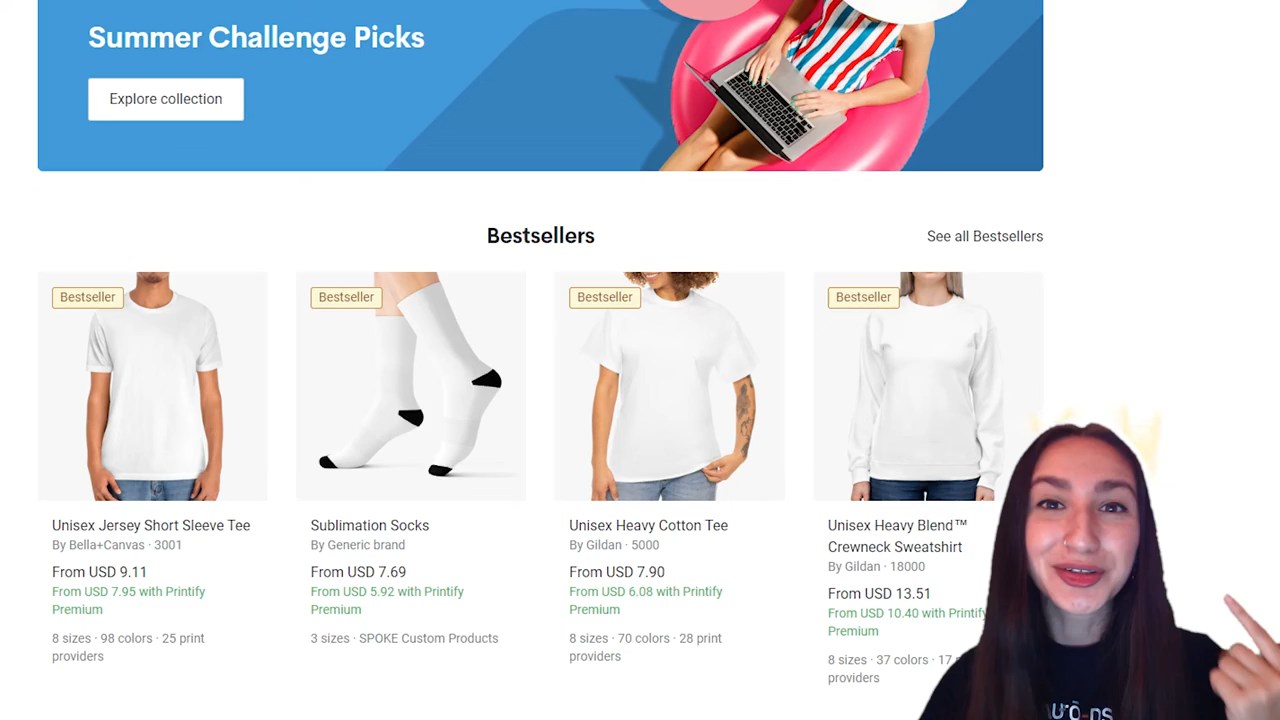 Summer Challenge Picks
Explore collection
Bestsellers
See all Bestsellers
Bestseller
Bestseller
Bestseller
Bestseller
Unisex Jersey Short Sleeve Tee
By Bella+Canvas · 3001
From USD 9.11
From USD 7.95 with Printify
Premium
8 sizes · 98 colors · 25 print
providers
Sublimation Socks
By Generic brand
From USD 7.69
From USD 5.92 with Printify
Premium
3 sizes · SPOKE Custom Products
Unisex Heavy Cotton Tee
By Gildan · 5000
From USD 7.90
From USD 6.08 with Printify
Premium
8 sizes · 70 colors · 28 print
providers
Unisex Heavy Blend™
Crewneck Sweatshirt
By Gildan · 18000
From USD 13.51
From USD 10.40 with Printify
Premium
8 sizes · 37 colors · 17
providers